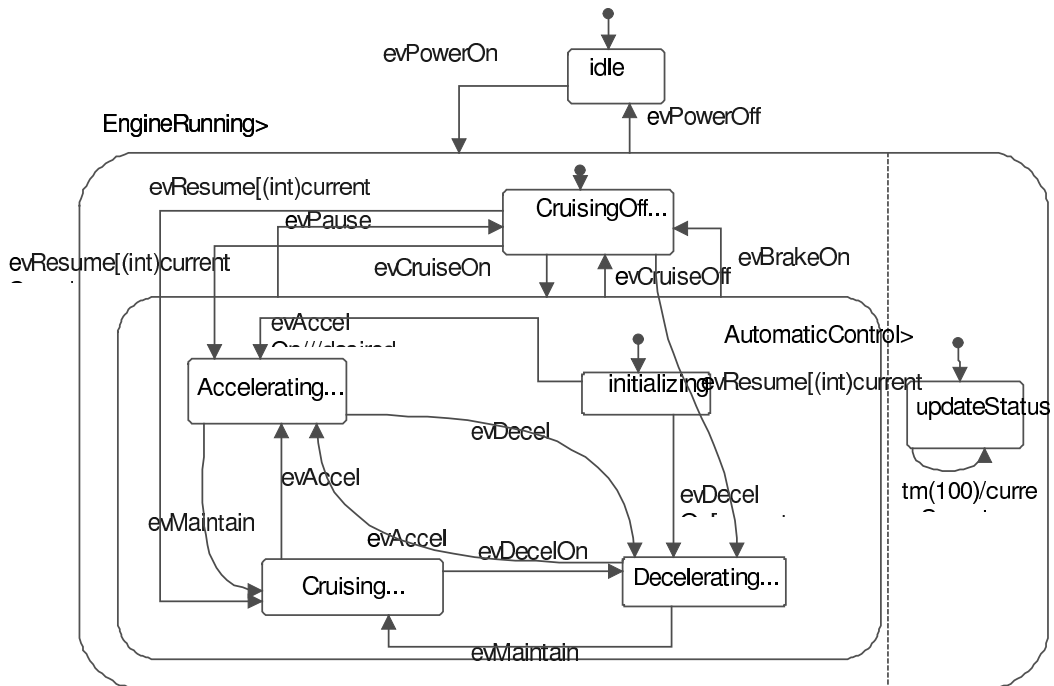 evPowerOn
idle
evPowerOff
EngineRunning>
evResume[(int)current
CruisingOff...
evPause
evResume[(int)current
evCruiseOn
evCruiseOff
evBrakeOn
evAccel
AutomaticControl>
Accelerating...
initializing
evResume[(int)current
updateStatus
evDecel
evAccel
evDecel
tm(100)/curre
evMaintain
evAccel
evDecelOn
Cruising...
Decelerating...
evMaintain